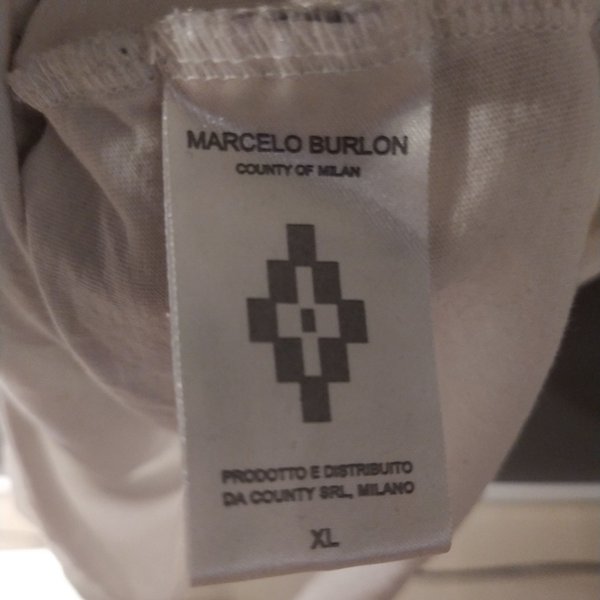 MARCELO BURLON
COUNTY OF MILAN
PRODOTTO E DISTRIBUITO
DA COUNTY SRL, MILANO
XL